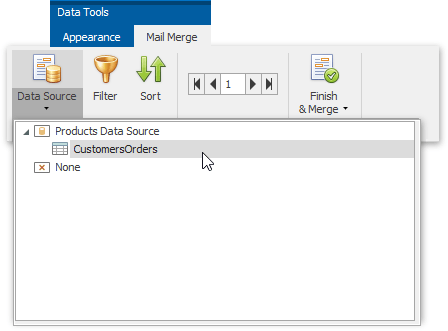 Data Tools
Appearance Mail Merge
Data Source Filter Sort 1 Finish
& Merge
Products Data Source
CustomersOrders
None